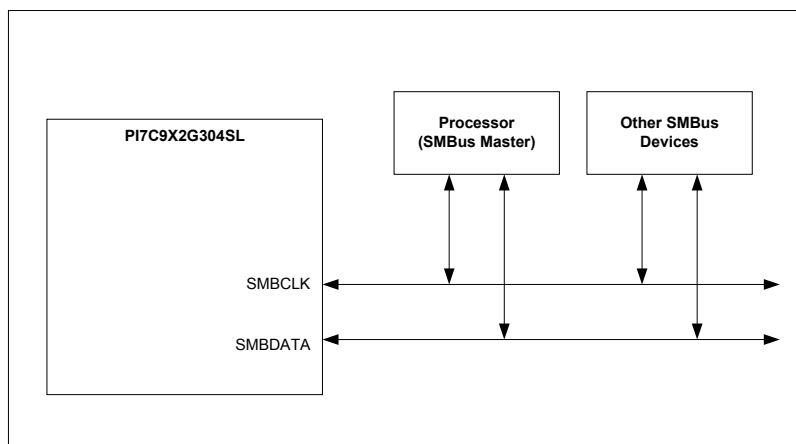 PI7C9X2G304SL
Processor
(SMBus Master)
Other SMBus
Devices
SMBCLK
SMBDATA